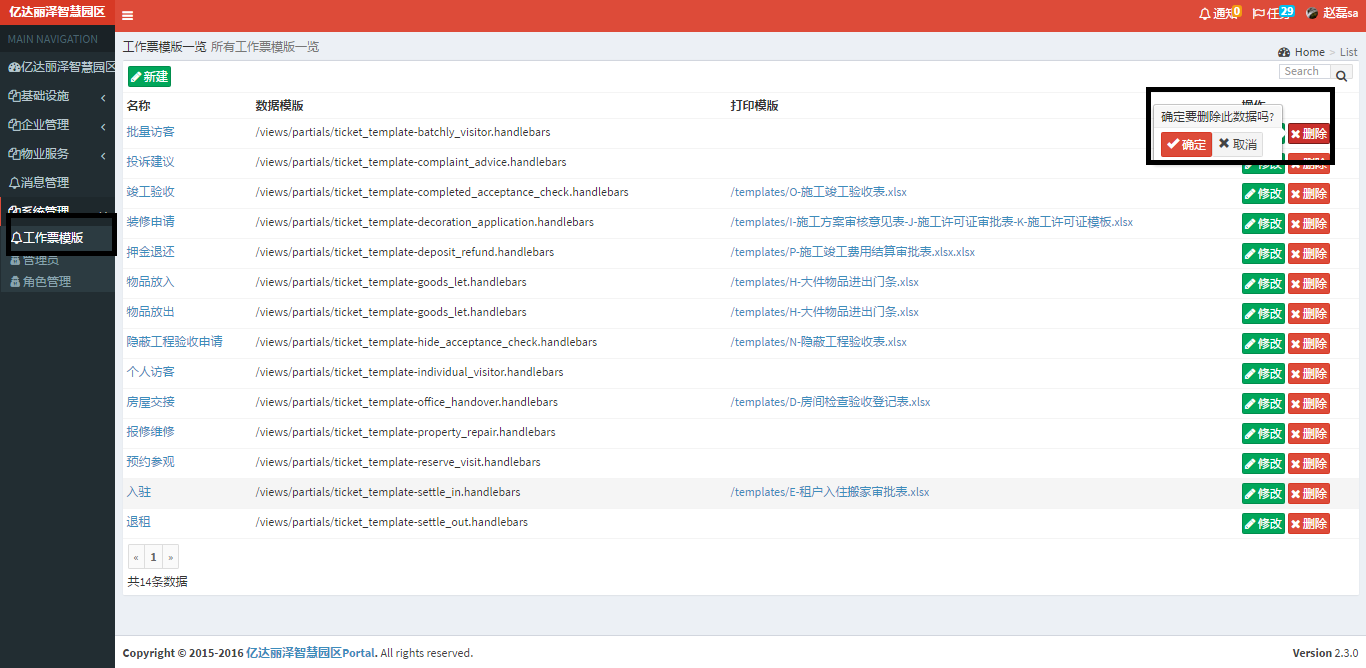 亿达丽泽智慧园区
通知 0 任务 29 赵磊sa
MAIN NAVIGATION
亿达丽泽智慧园区
基础设施
企业管理
物业服务
消息管理
系统管理
工作票模版
管理员
角色管理
工作票模版一览 所有工作票模版一览
Home > List
新建
Search
名称 数据模版 打印模版 操作
确定要删除此数据吗?
确定 取消
批量访客 /views/partials/ticket_template-batchly_visitor.handlebars 删除
投诉建议 /views/partials/ticket_template-complaint_advice.handlebars 修改 删除
竣工验收 /views/partials/ticket_template-completed_acceptance_check.handlebars /templates/O-施工竣工验收表.xlsx 修改 删除
装修申请 /views/partials/ticket_template-decoration_application.handlebars /templates/I-施工方案审核意见表-J-施工许可证审批表-K-施工许可证模板.xlsx 修改 删除
押金退还 /views/partials/ticket_template-deposit_refund.handlebars /templates/P-施工竣工费用结算审批表.xlsx.xlsx 修改 删除
物品放入 /views/partials/ticket_template-goods_let.handlebars /templates/H-大件物品进出门条.xlsx 修改 删除
物品放出 /views/partials/ticket_template-goods_let.handlebars /templates/H-大件物品进出门条.xlsx 修改 删除
隐蔽工程验收申请 /views/partials/ticket_template-hide_acceptance_check.handlebars /templates/N-隐蔽工程验收表.xlsx 修改 删除
个人访客 /views/partials/ticket_template-individual_visitor.handlebars 修改 删除
房屋交接 /views/partials/ticket_template-office_handover.handlebars /templates/D-房间检查验收登记表.xlsx 修改 删除
报修维修 /views/partials/ticket_template-property_repair.handlebars 修改 删除
预约参观 /views/partials/ticket_template-reserve_visit.handlebars 修改 删除
入驻 /views/partials/ticket_template-settle_in.handlebars /templates/E-租户入住搬家审批表.xlsx 修改 删除
退租 /views/partials/ticket_template-settle_out.handlebars 修改 删除
« 1 »
共14条数据
Copyright © 2015-2016 亿达丽泽智慧园区Portal. All rights reserved.
Version 2.3.0